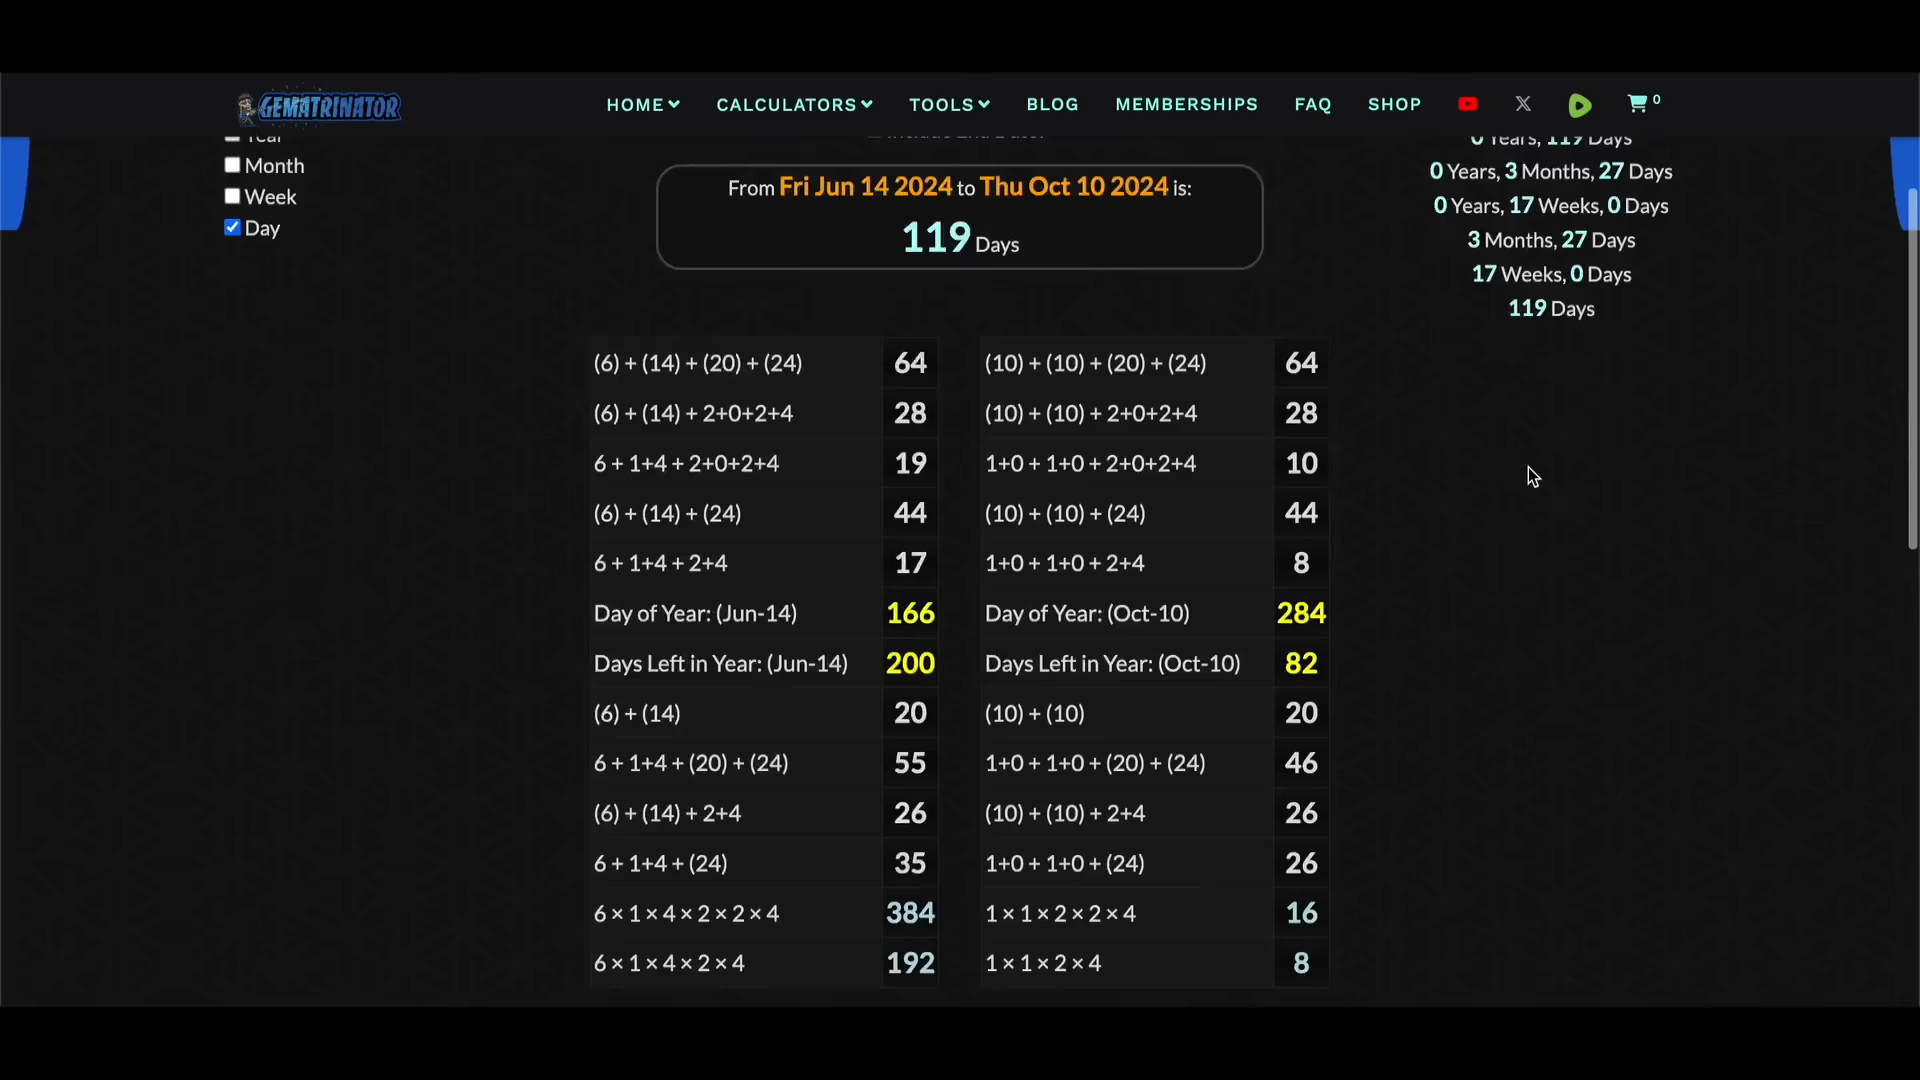 GEMATRINATOR
HOME
CALCULATORS
TOOLS
BLOG
MEMBERSHIPS
FAQ
SHOP
0
Year
Include End Date?
0 Years, 119 Days
Month
Week
Day
From Fri Jun 14 2024 to Thu Oct 10 2024 is:
119 Days
0 Years, 3 Months, 27 Days
0 Years, 17 Weeks, 0 Days
3 Months, 27 Days
17 Weeks, 0 Days
119 Days
(6) + (14) + (20) + (24) 64
(6) + (14) + 2+0+2+4 28
6 + 1+4 + 2+0+2+4 19
(6) + (14) + (24) 44
6 + 1+4 + 2+4 17
Day of Year: (Jun-14) 166
Days Left in Year: (Jun-14) 200
(6) + (14) 20
6 + 1+4 + (20) + (24) 55
(6) + (14) + 2+4 26
6 + 1+4 + (24) 35
6 × 1 × 4 × 2 × 2 × 4 384
6 × 1 × 4 × 2 × 4 192
(10) + (10) + (20) + (24) 64
(10) + (10) + 2+0+2+4 28
1+0 + 1+0 + 2+0+2+4 10
(10) + (10) + (24) 44
1+0 + 1+0 + 2+4 8
Day of Year: (Oct-10) 284
Days Left in Year: (Oct-10) 82
(10) + (10) 20
1+0 + 1+0 + (20) + (24) 46
(10) + (10) + 2+4 26
1+0 + 1+0 + (24) 26
1 × 1 × 2 × 2 × 4 16
1 × 1 × 2 × 4 8